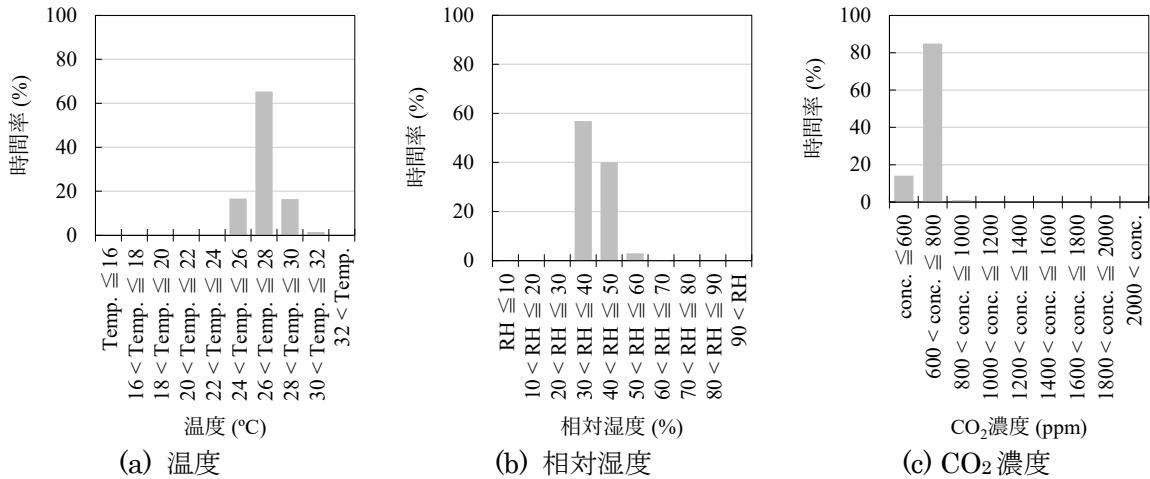 100
80
60
40
20
0
時間率 (%)
Temp. ≦ 16
16 < Temp. ≦ 18
18 < Temp. ≦ 20
20 < Temp. ≦ 22
22 < Temp. ≦ 24
24 < Temp. ≦ 26
26 < Temp. ≦ 28
28 < Temp. ≦ 30
30 < Temp. ≦ 32
32 < Temp.
温度 (ºC)
(a) 温度
100
80
60
40
20
0
時間率 (%)
RH ≦ 10
10 < RH ≦ 20
20 < RH ≦ 30
30 < RH ≦ 40
40 < RH ≦ 50
50 < RH ≦ 60
60 < RH ≦ 70
70 < RH ≦ 80
80 < RH ≦ 90
90 < RH
相対湿度 (%)
(b) 相対湿度
100
80
60
40
20
0
時間率 (%)
conc. ≦600
600 < conc. ≦ 800
800 < conc. ≦ 1000
1000 < conc. ≦ 1200
1200 < conc. ≦ 1400
1400 < conc. ≦ 1600
1600 < conc. ≦ 1800
1800 < conc. ≦ 2000
2000 < conc.
CO₂濃度 (ppm)
(c) CO₂ 濃度